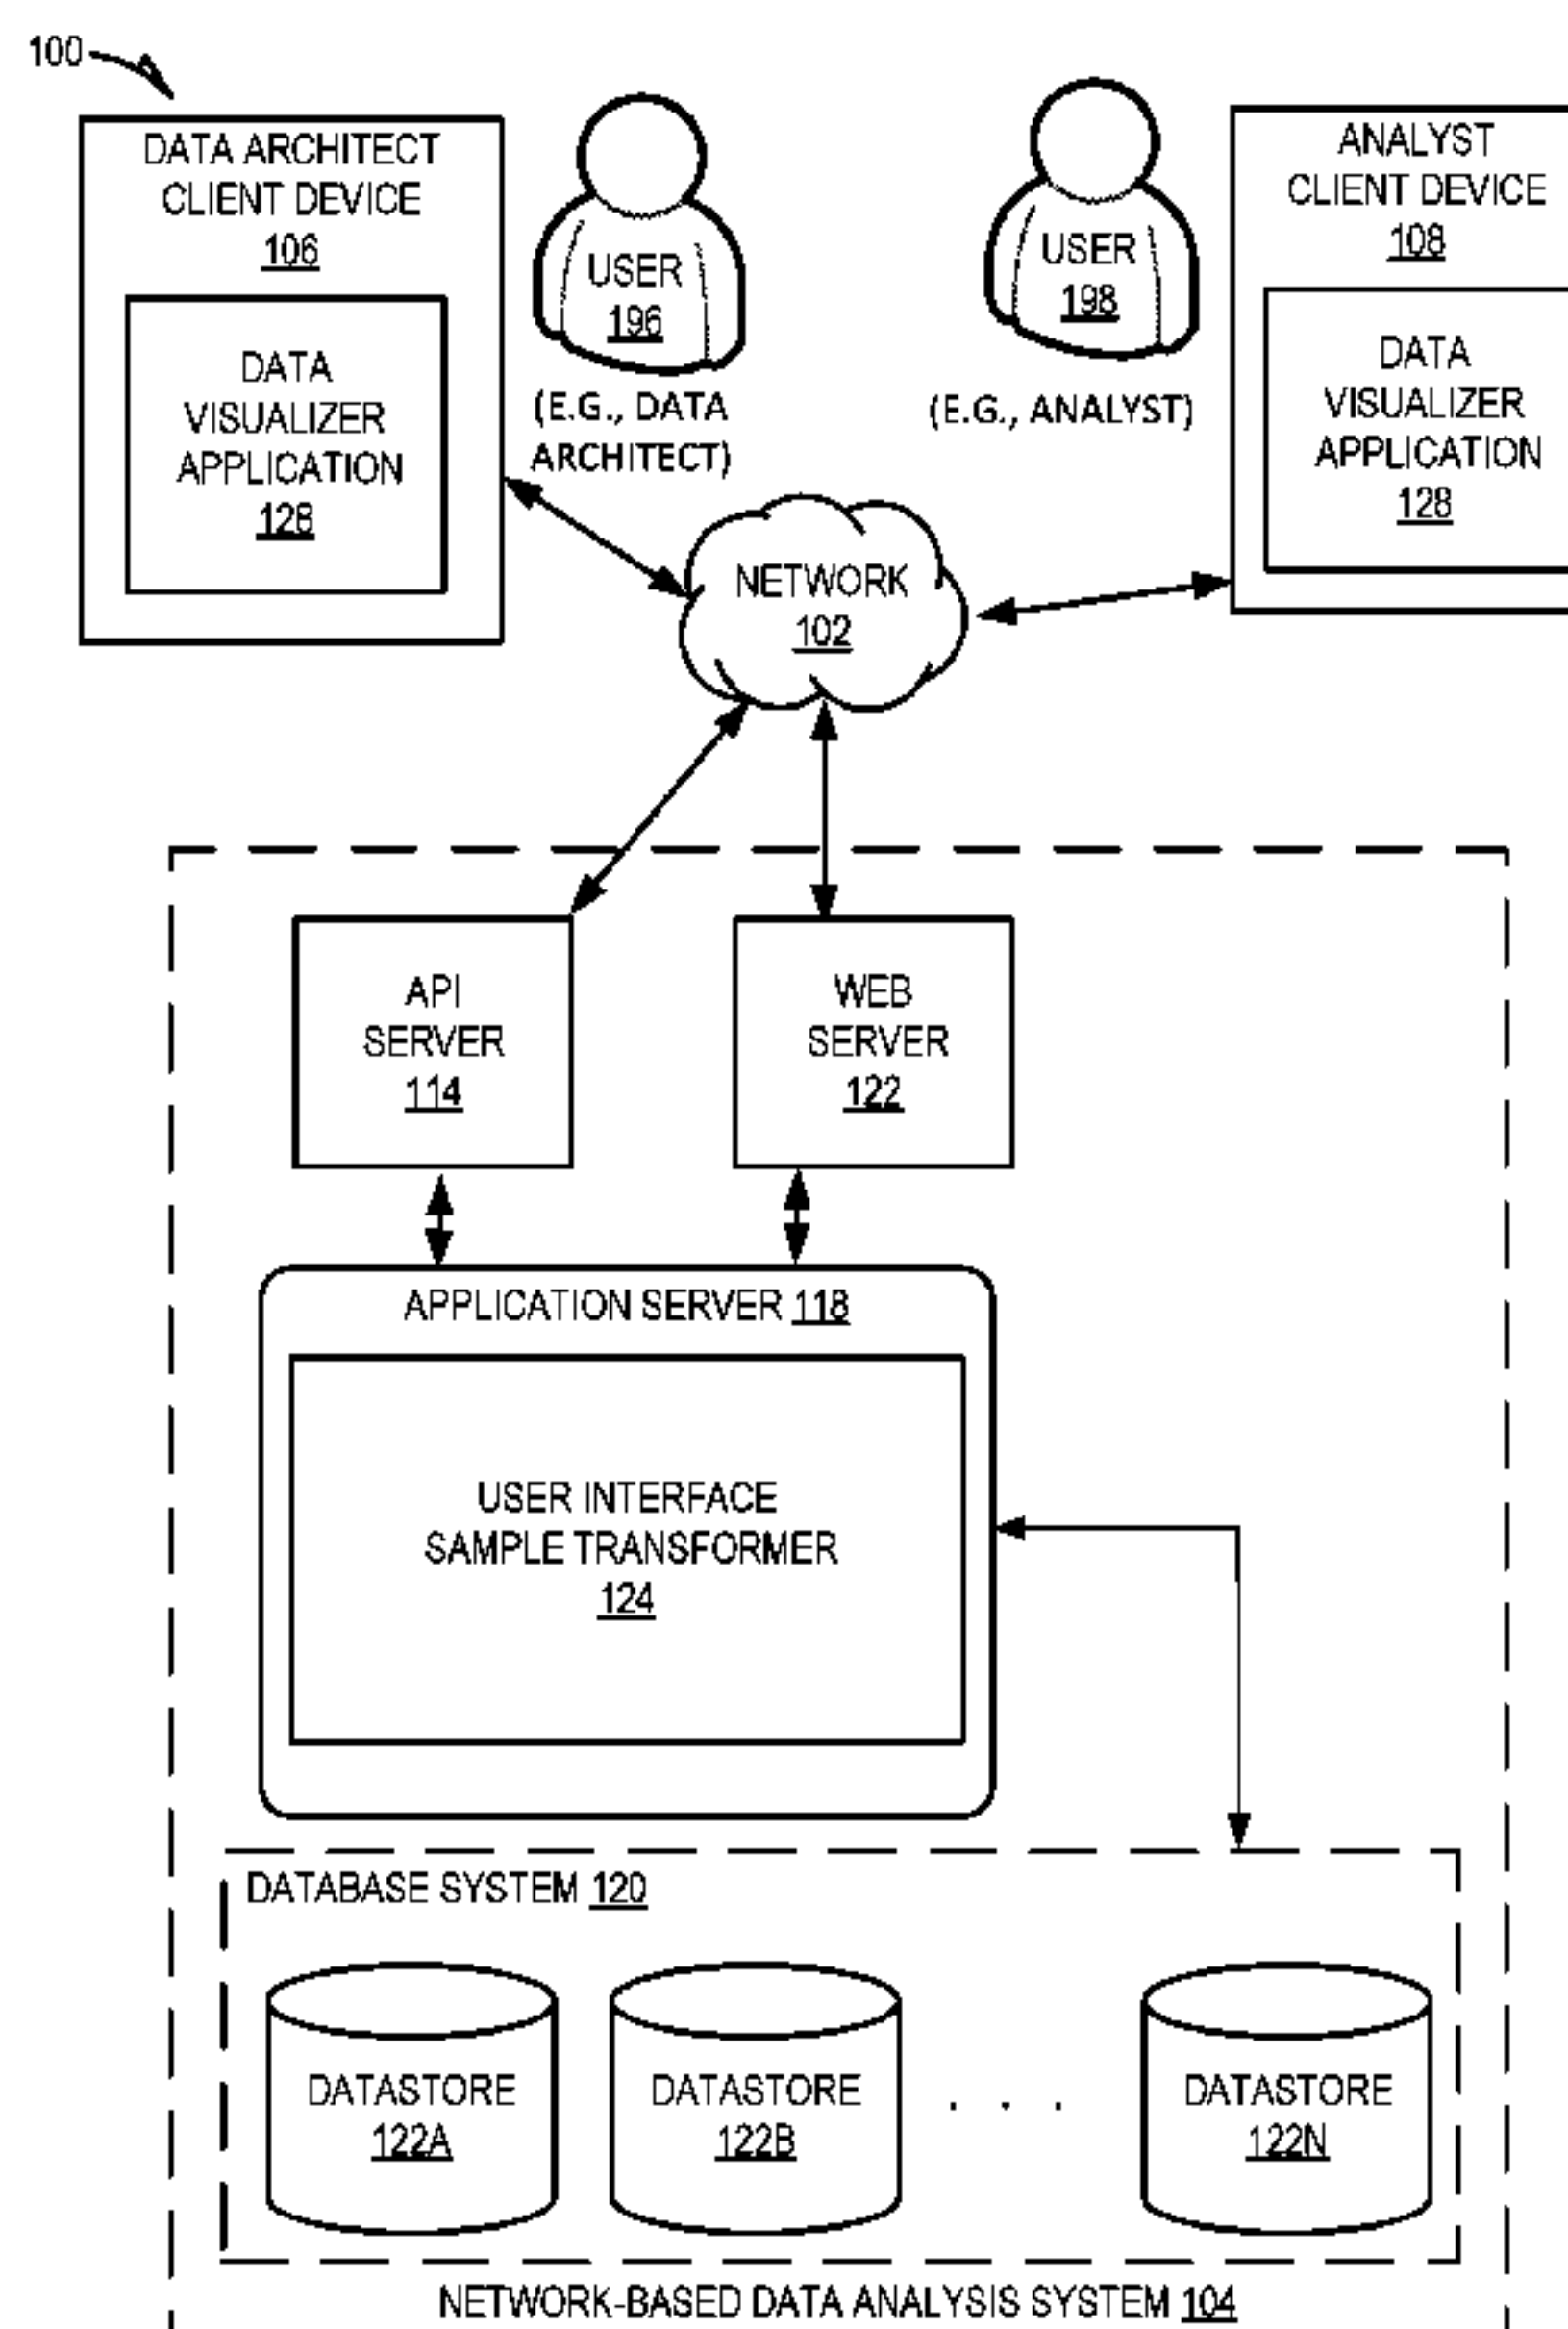 100
DATA ARCHITECT
CLIENT DEVICE
106
DATA
VISUALIZER
APPLICATION
128
USER
196
(E.G., DATA
ARCHITECT)
USER
198
(E.G., ANALYST)
ANALYST
CLIENT DEVICE
108
DATA
VISUALIZER
APPLICATION
128
NETWORK
102
API
SERVER
114
WEB
SERVER
122
APPLICATION SERVER 118
USER INTERFACE
SAMPLE TRANSFORMER
124
DATABASE SYSTEM 120
DATASTORE
122A
DATASTORE
122B
. . .
DATASTORE
122N
NETWORK-BASED DATA ANALYSIS SYSTEM 104